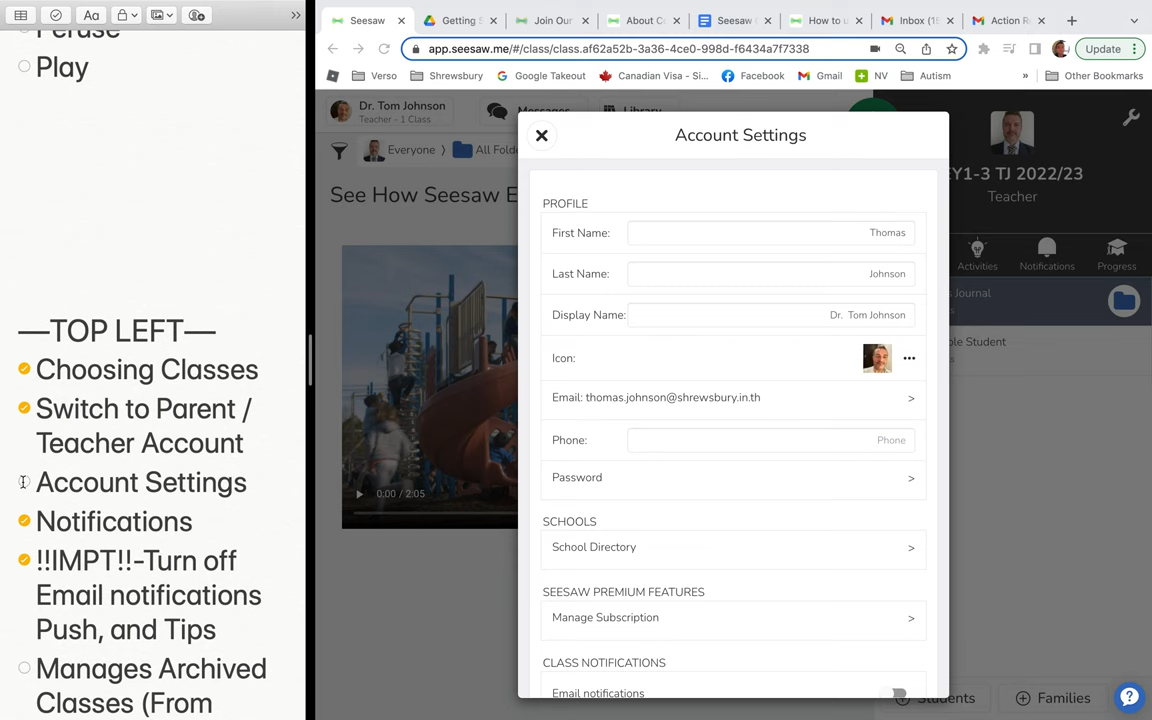 Peruse
Play
—TOP LEFT—
Choosing Classes
Switch to Parent /
Teacher Account
Account Settings
Notifications
!!IMPT!!-Turn off
Email notifications
Push, and Tips
Manages Archived
Classes (From
Seesaw
Getting S
Join Our
About C
Seesaw
How to u
Inbox (15
Action R
app.seesaw.me/#/class/class.af62a52b-3a36-4ce0-998d-f6434a7f7338
Update
Verso
Shrewsbury
Google Takeout
Canadian Visa - Si...
Facebook
Gmail
NV
Autism
Other Bookmarks
Dr. Tom Johnson
Teacher - 1 Class
Messages
Library
Everyone
All Fold
See How Seesaw E
0:00 / 2:05
Account Settings
PROFILE
First Name: Thomas
Last Name: Johnson
Display Name: Dr. Tom Johnson
Icon:
Email: thomas.johnson@shrewsbury.in.th >
Phone: Phone
Password >
SCHOOLS
School Directory >
SEESAW PREMIUM FEATURES
Manage Subscription >
CLASS NOTIFICATIONS
Email notifications
EY1-3 TJ 2022/23
Teacher
Activities
Notifications
Progress
Journal
ple Student
Students
Families